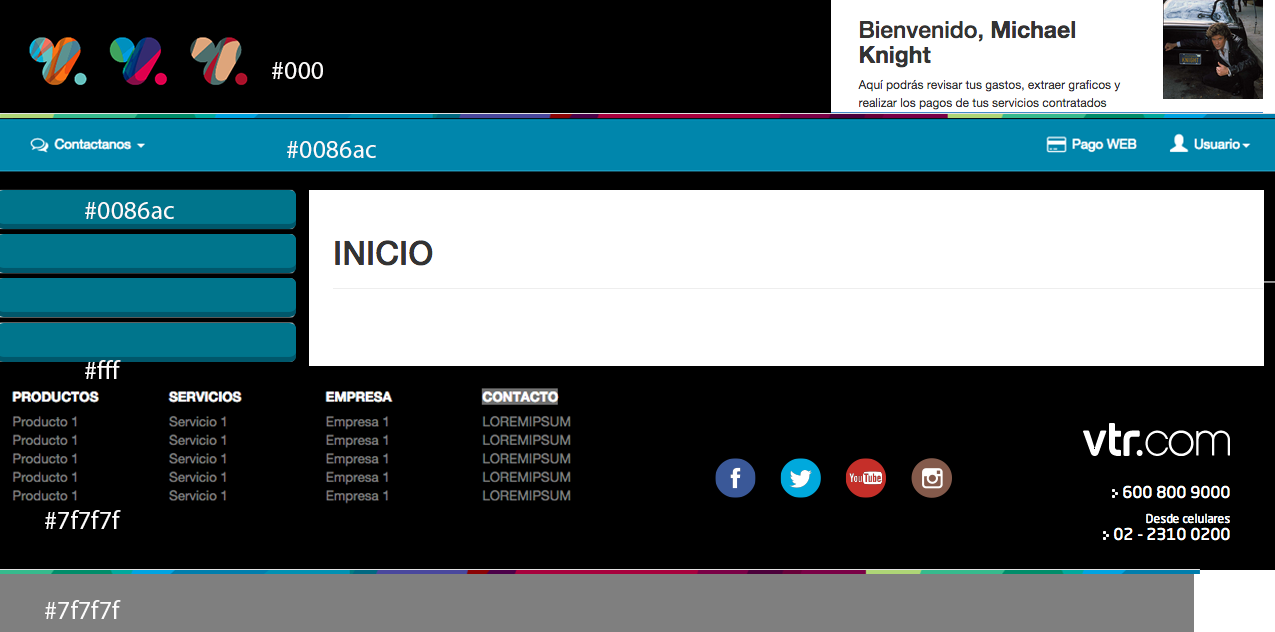 Bienvenido, Michael
Knight
Aquí podrás revisar tus gastos, extraer graficos y
realizar los pagos de tus servicios contratados
#000
Contactanos
#0086ac
Pago WEB
Usuario
#0086ac
INICIO
#fff
PRODUCTOS SERVICIOS EMPRESA CONTACTO
Producto 1 Servicio 1 Empresa 1 LOREMIPSUM
Producto 1 Servicio 1 Empresa 1 LOREMIPSUM
Producto 1 Servicio 1 Empresa 1 LOREMIPSUM
Producto 1 Servicio 1 Empresa 1 LOREMIPSUM
Producto 1 Servicio 1 Empresa 1 LOREMIPSUM
#7f7f7f
You Tube
vtr.com
600 800 9000
Desde celulares
02 - 2310 0200
#7f7f7f